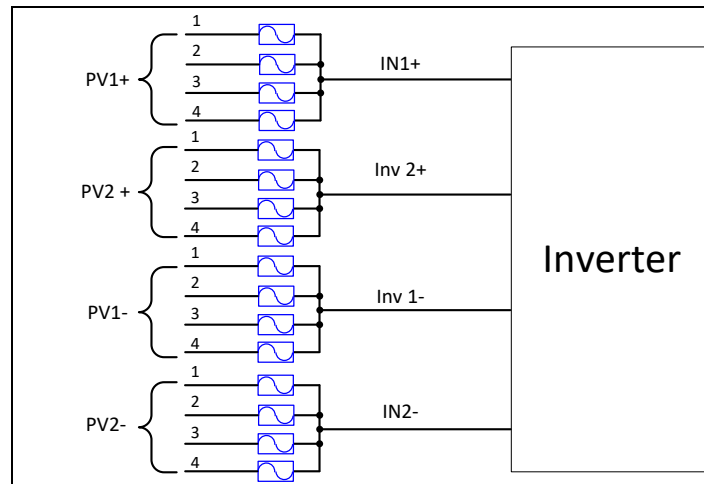 1
2
3
4
PV1+
IN1+
1
2
3
4
PV2 +
Inv 2+
1
2
3
4
PV1-
Inv 1-
1
2
3
4
PV2-
IN2-
Inverter